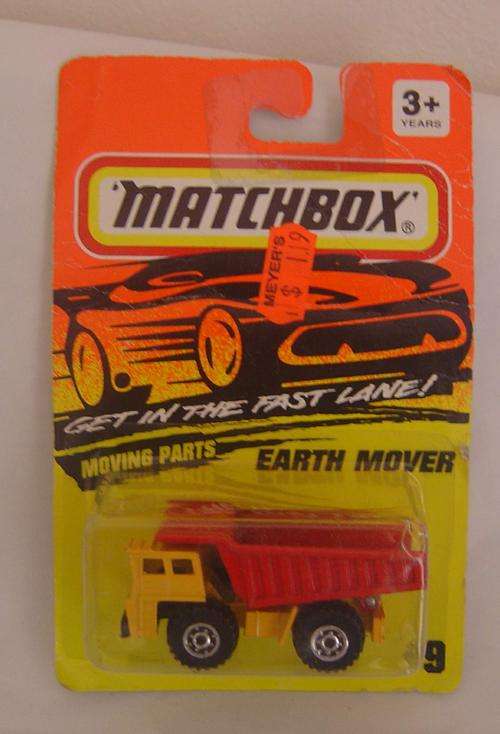 3+
YEARS
'MATCHBOX'®
MEYER'S
$ 1.19
GET IN THE FAST LANE!
MOVING PARTS
EARTH MOVER
9